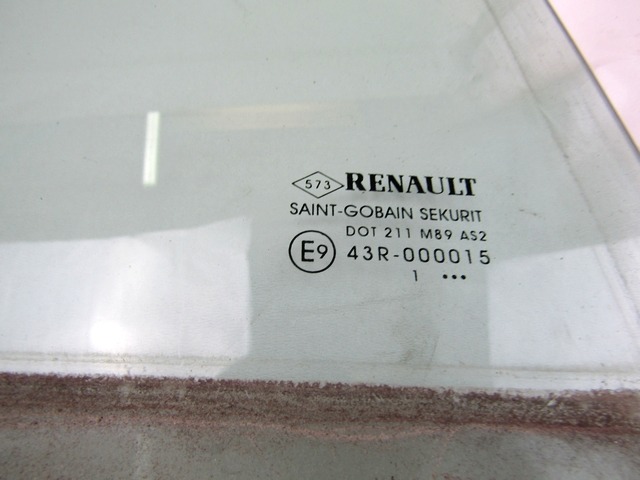 573 RENAULT
SAINT-GOBAIN SEKURIT
DOT 211 M89 AS2
E9 43R-000015
1 •••